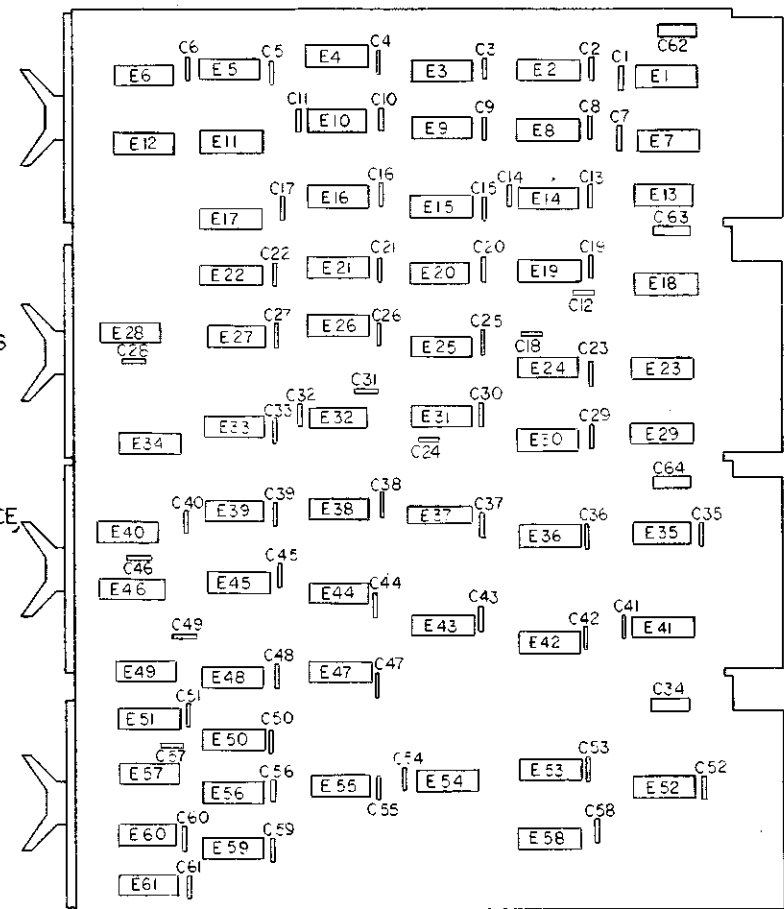 C62
C6 C5 C4 C3 C2 C1
E6 E5 E4 E3 E2 E1
C11 C10 C9 C8 C7
E12 E11 E10 E9 E8 E7
C17 C16 C15 C14 C13
E17 E16 E15 E14 E13
C63
C22 C21 C20 C19
E22 E21 E20 E19 E18
C12
S
C27 C26 C25 C18 C23
E28 E27 E26 E25 E24 E23
C28
C31
C33 C32 C30 C29
E34 E33 E32 E31 E30 E29
C24
C64
CE
C40 C39 C38 C37 C36 C35
E40 E39 E38 E37 E36 E35
C46 C45 C44 C43 C42 C41
E46 E45 E44 E43 E42 E41
C49
C48 C47
E49 E48 E47
C34
C51 C50
E51 E50
C57 C56 C55 C54 C53 C52
E57 E56 E55 E54 E53 E52
C60 C59 C58
E60 E59 E58
C61
E61